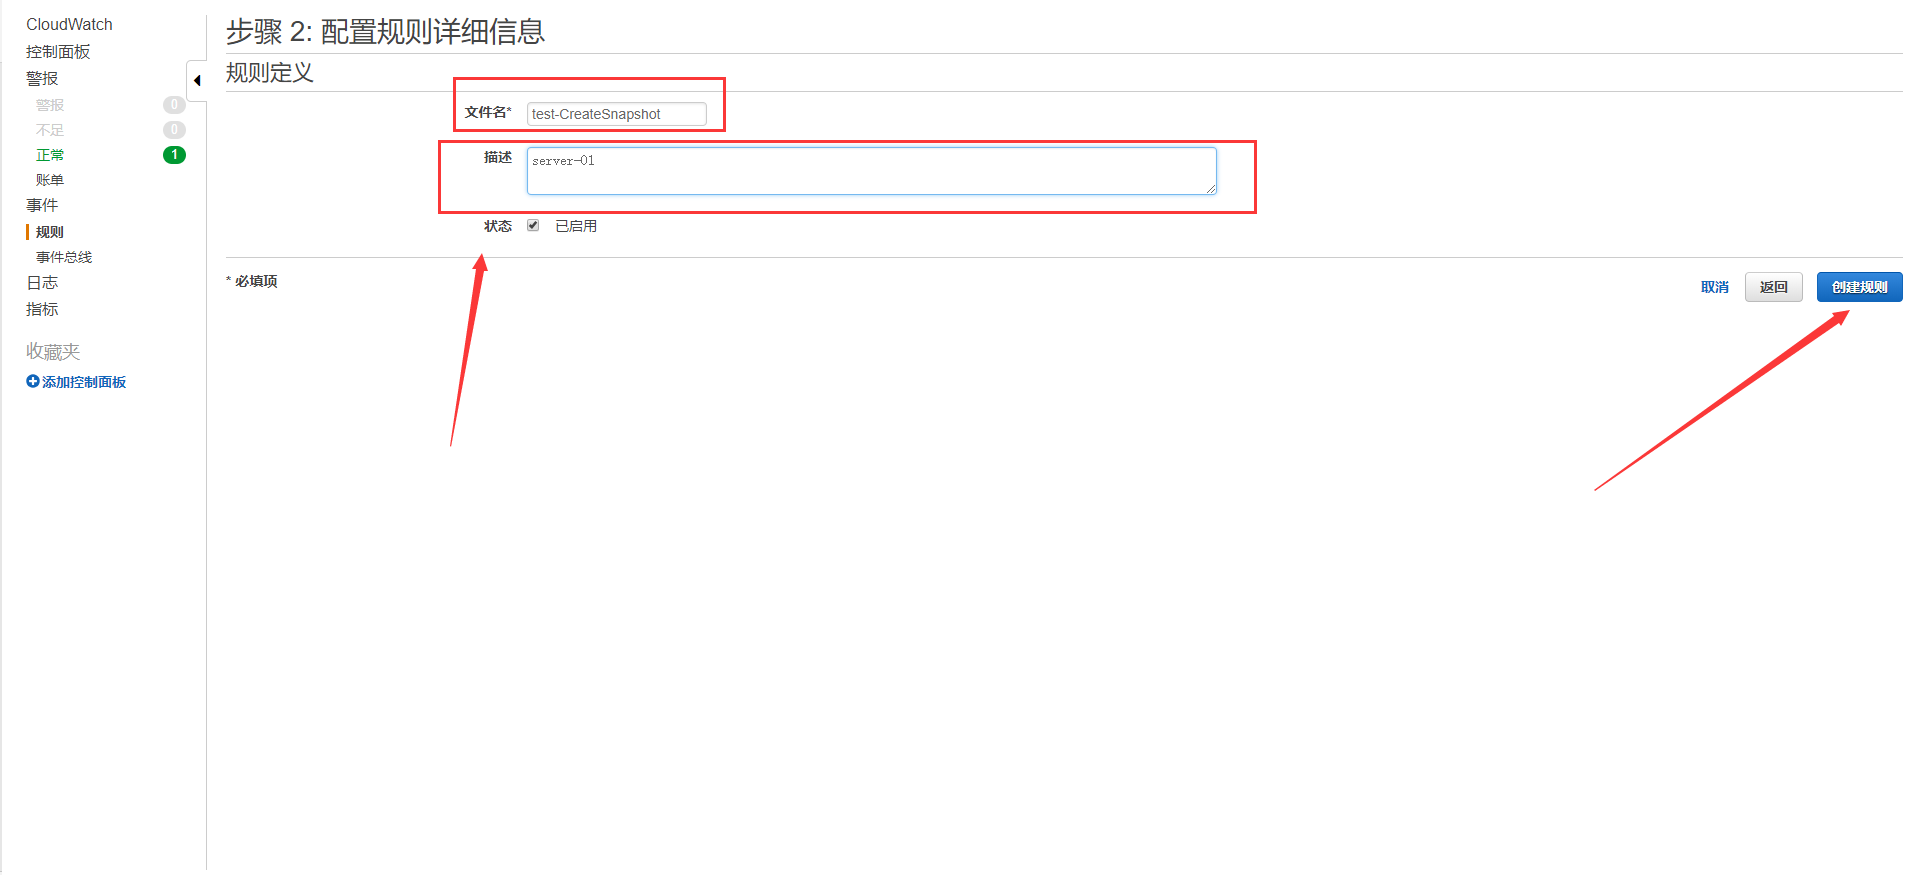 CloudWatch
控制面板
警报
警报 0
不足 0
正常 1
账单
事件
规则
事件总线
日志
指标
收藏夹
添加控制面板
步骤 2: 配置规则详细信息
规则定义
文件名* test-CreateSnapshot
描述 server-01
状态 已启用
* 必填项
取消 返回 创建规则